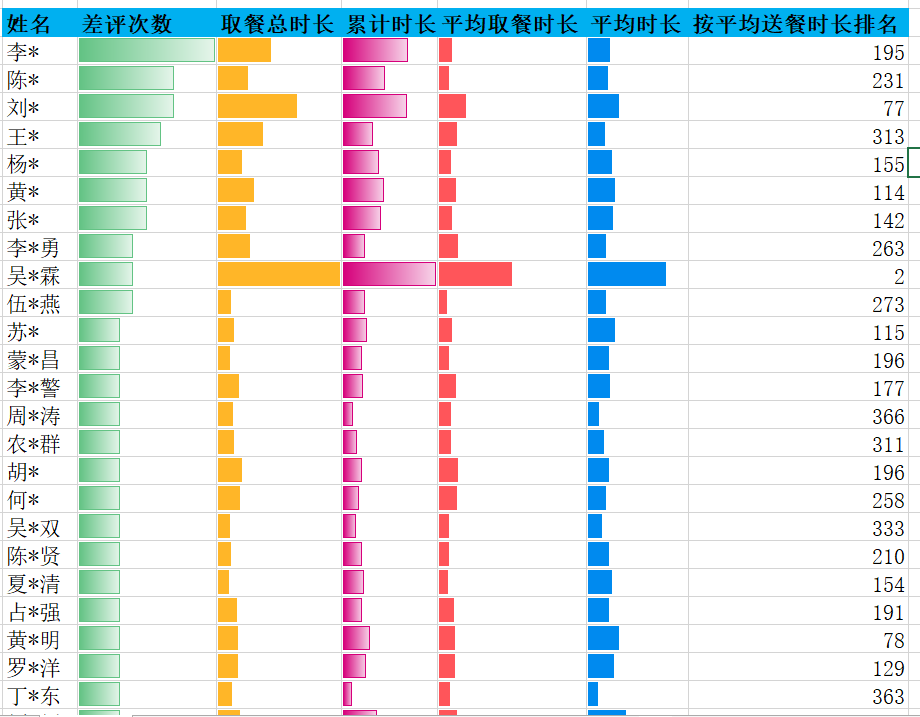 姓名 差评次数 取餐总时长 累计时长 平均取餐时长 平均时长 按平均送餐时长排名
李* 195
陈* 231
刘* 77
王* 313
杨* 155
黄* 114
张* 142
李*勇 263
吴*霖 2
伍*燕 273
苏* 115
蒙*昌 196
李*警 177
周*涛 366
农*群 311
胡* 196
何* 258
吴*双 333
陈*贤 210
夏*清 154
占*强 191
黄*明 78
罗*洋 129
丁*东 363